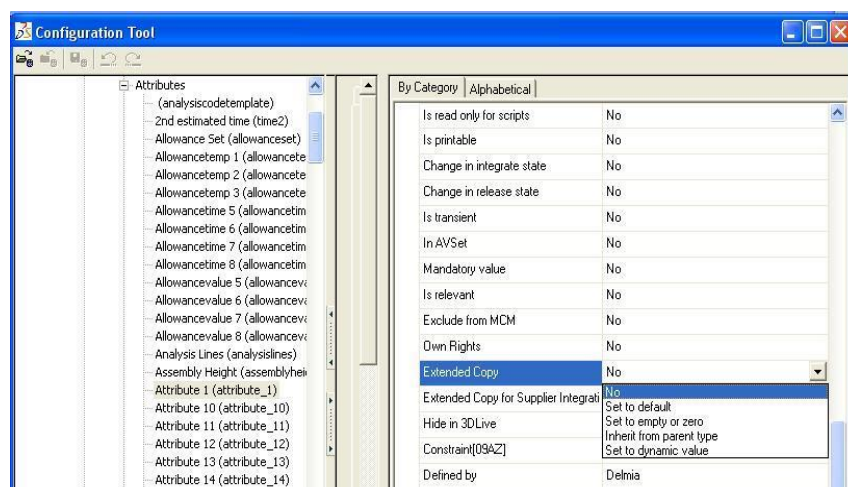 Configuration Tool
Attributes
(analysiscodetemplate)
2nd estimated time (time2)
Allowance Set (allowanceset)
Allowancetemp 1 (allowancete
Allowancetemp 2 (allowancete
Allowancetemp 3 (allowancete
Allowancetime 5 (allowancetim
Allowancetime 6 (allowancetim
Allowancetime 7 (allowancetim
Allowancetime 8 (allowancetim
Allowancevalue 5 (allowanceva
Allowancevalue 6 (allowanceva
Allowancevalue 7 (allowanceva
Allowancevalue 8 (allowanceva
Analysis Lines (analysislines)
Assembly Height (assemblyhei
Attribute 1 (attribute_1)
Attribute 10 (attribute_10)
Attribute 11 (attribute_11)
Attribute 12 (attribute_12)
Attribute 13 (attribute_13)
Attribute 14 (attribute_14)
By Category Alphabetical
Is read only for scripts No
Is printable No
Change in integrate state No
Change in release state No
Is transient No
In AVSet No
Mandatory value No
Is relevant No
Exclude from MCM No
Own Rights No
Extended Copy No
Extended Copy for Supplier Integrati
Hide in 3DLive
Constraint[09AZ]
No
Set to default
Set to empty or zero
Inherit from parent type
Set to dynamic value
Defined by Delmia